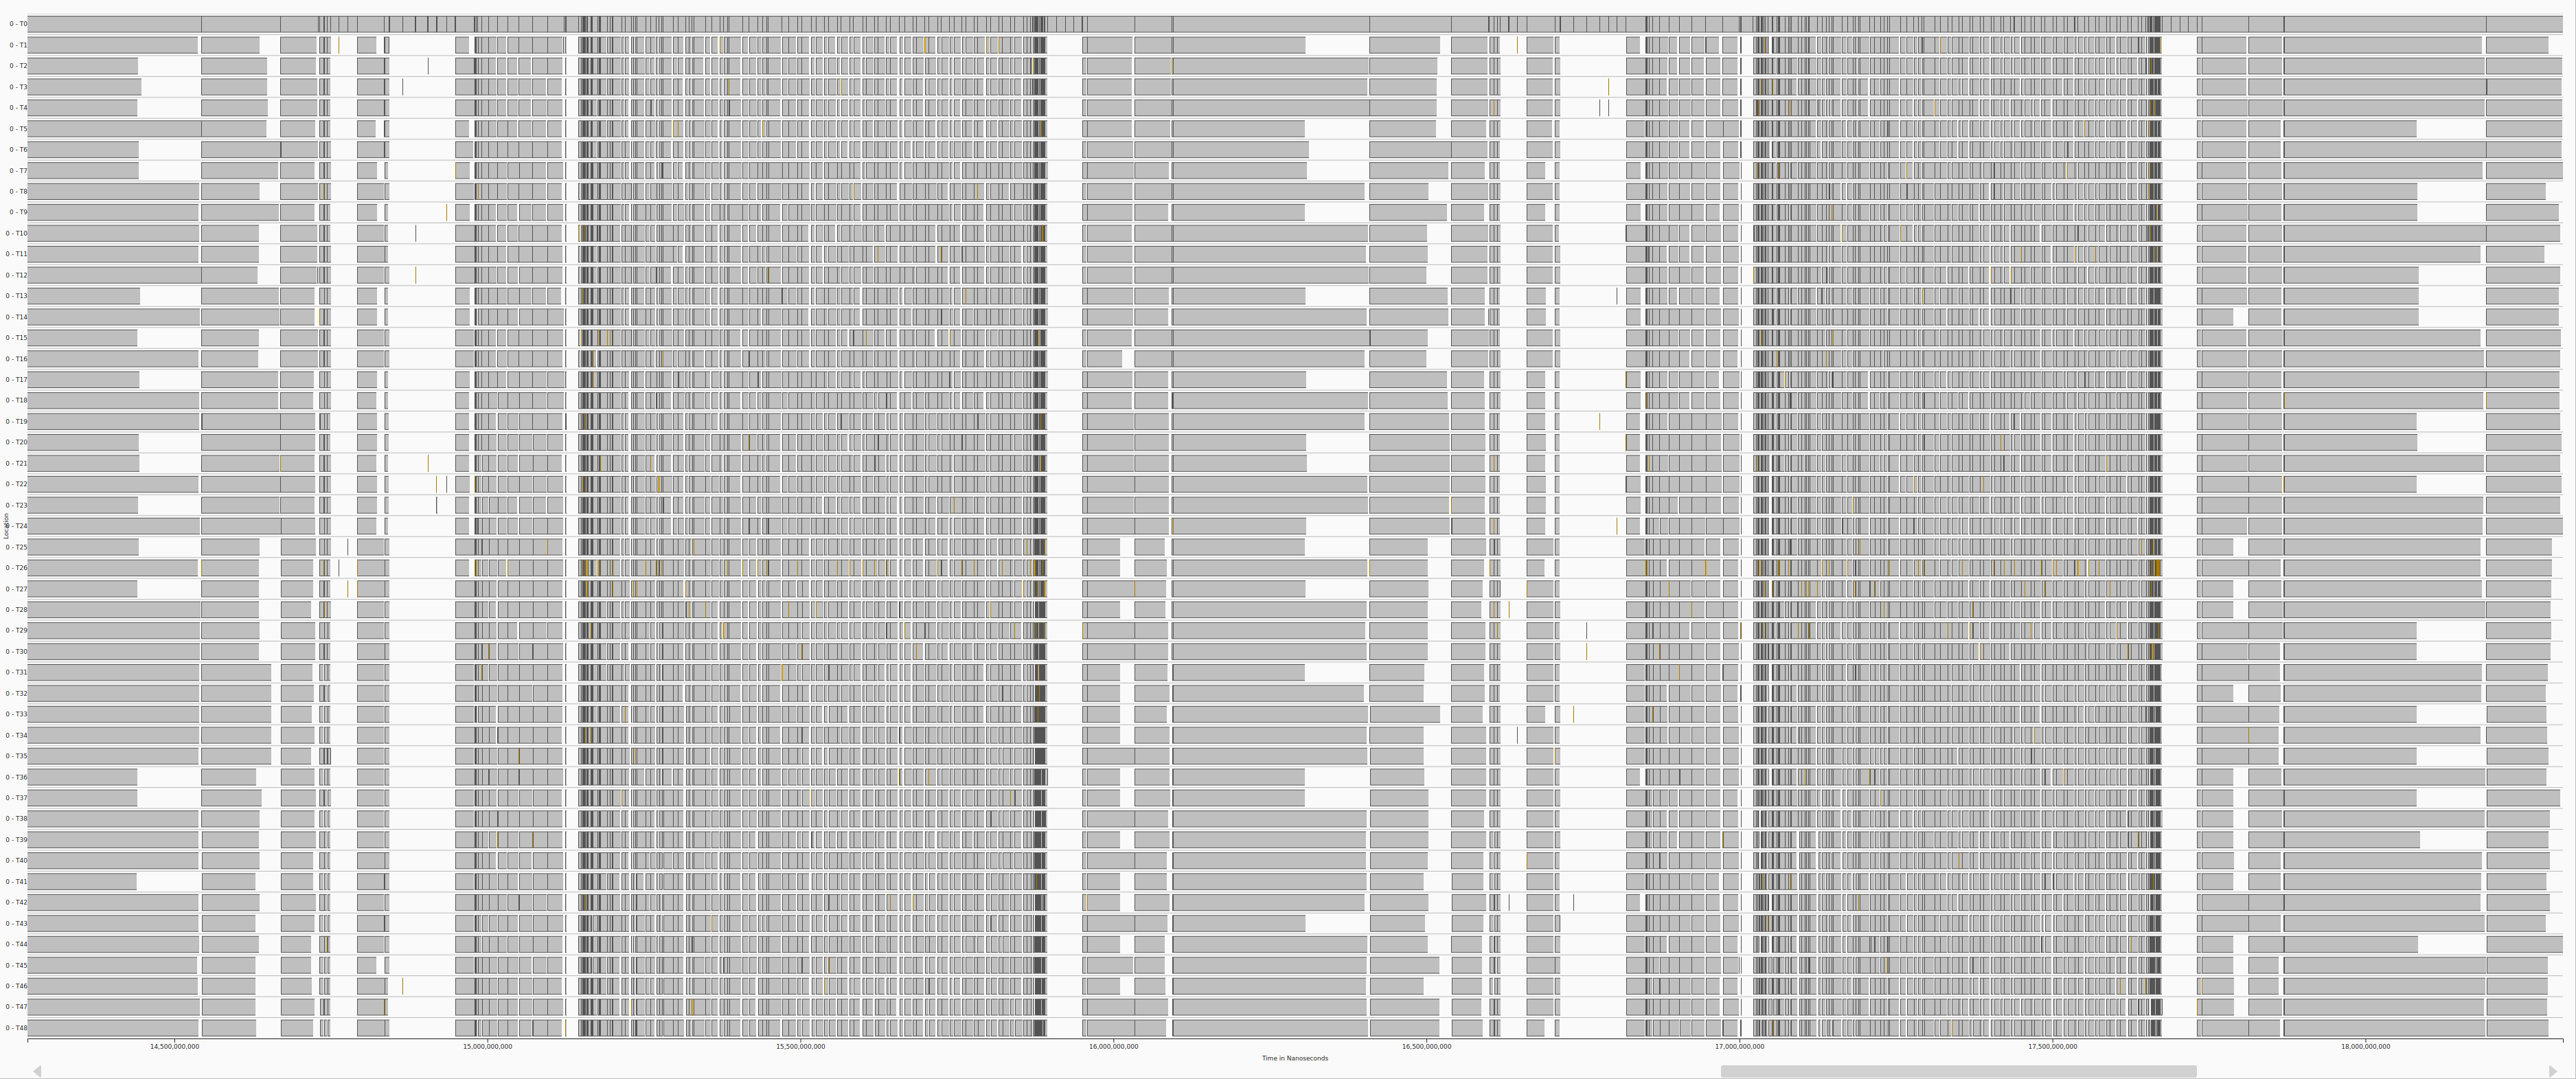 0 - T0
0 - T1
0 - T2
0 - T3
0 - T4
0 - T5
0 - T6
0 - T7
0 - T8
0 - T9
0 - T10
0 - T11
0 - T12
0 - T13
0 - T14
0 - T15
0 - T16
0 - T17
0 - T18
0 - T19
0 - T20
0 - T21
0 - T22
0 - T23
Location
0 - T24
0 - T25
0 - T26
0 - T27
0 - T28
0 - T29
0 - T30
0 - T31
0 - T32
0 - T33
0 - T34
0 - T35
0 - T36
0 - T37
0 - T38
0 - T39
0 - T40
0 - T41
0 - T42
0 - T43
0 - T44
0 - T45
0 - T46
0 - T47
0 - T48
14,500,000,000 15,000,000,000 15,500,000,000 16,000,000,000 16,500,000,000 17,000,000,000 17,500,000,000 18,000,000,000
Time in Nanoseconds